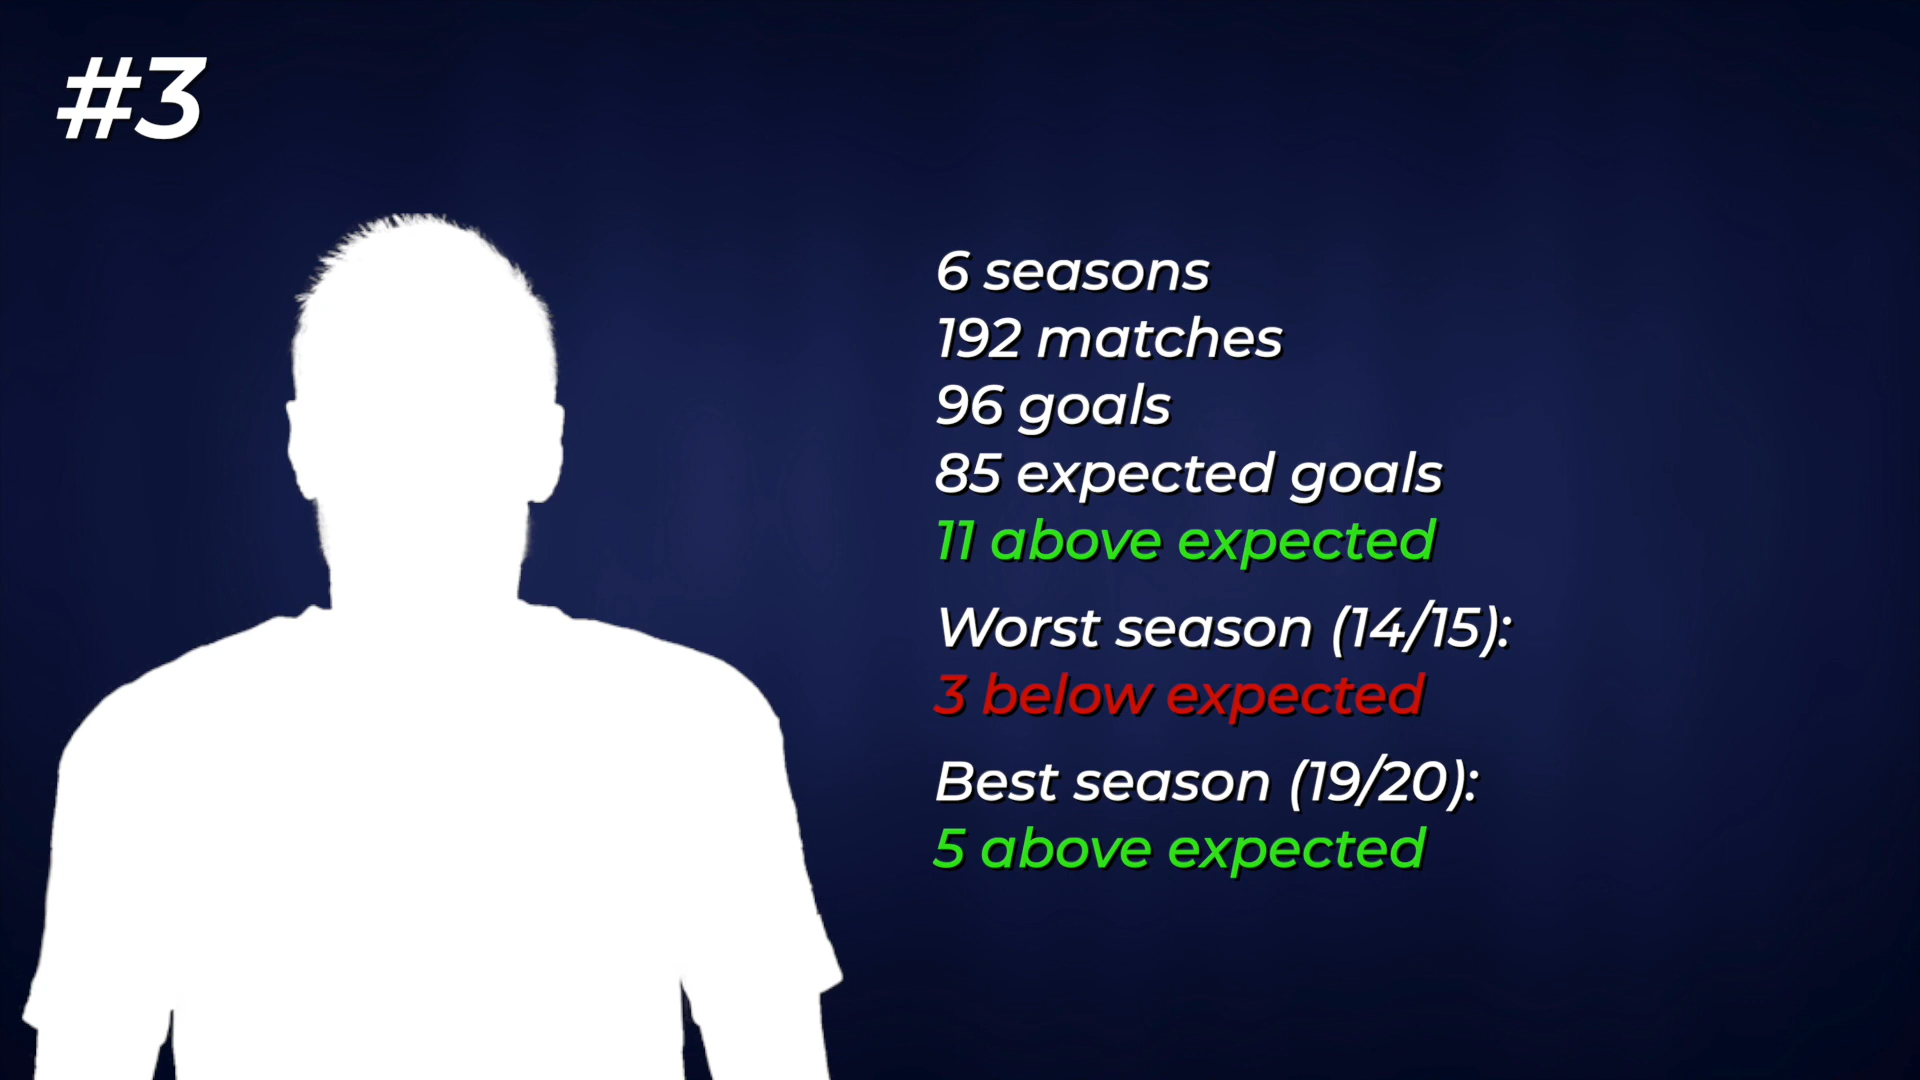 #3
6 seasons
192 matches
96 goals
85 expected goals
11 above expected
Worst season (14/15):
3 below expected
Best season (19/20):
5 above expected